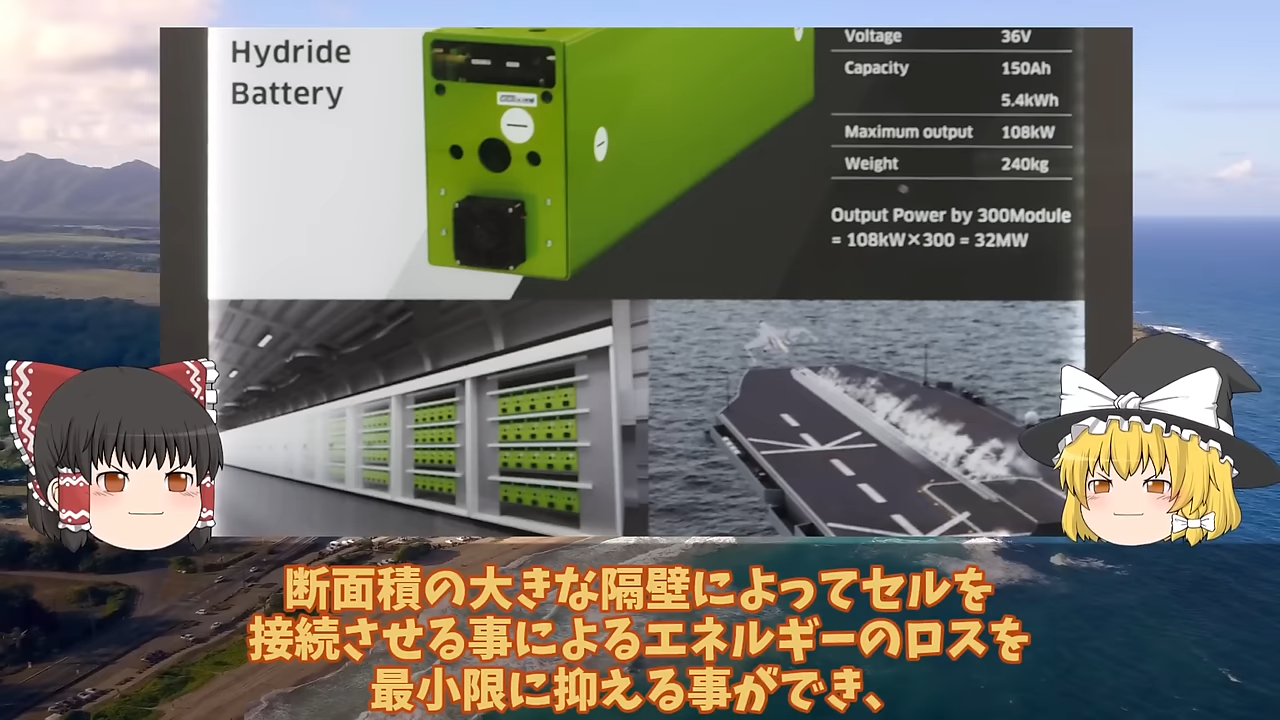 Hydride
Battery
Voltage 36V
Capacity 150Ah
5.4kWh
Maximum output 108kW
Weight 240kg
Output Power by 300Module
= 108kW×300 = 32MW
断面積の大きな隔壁によってセルを
接続させる事によるエネルギーのロスを
最小限に抑える事ができ、